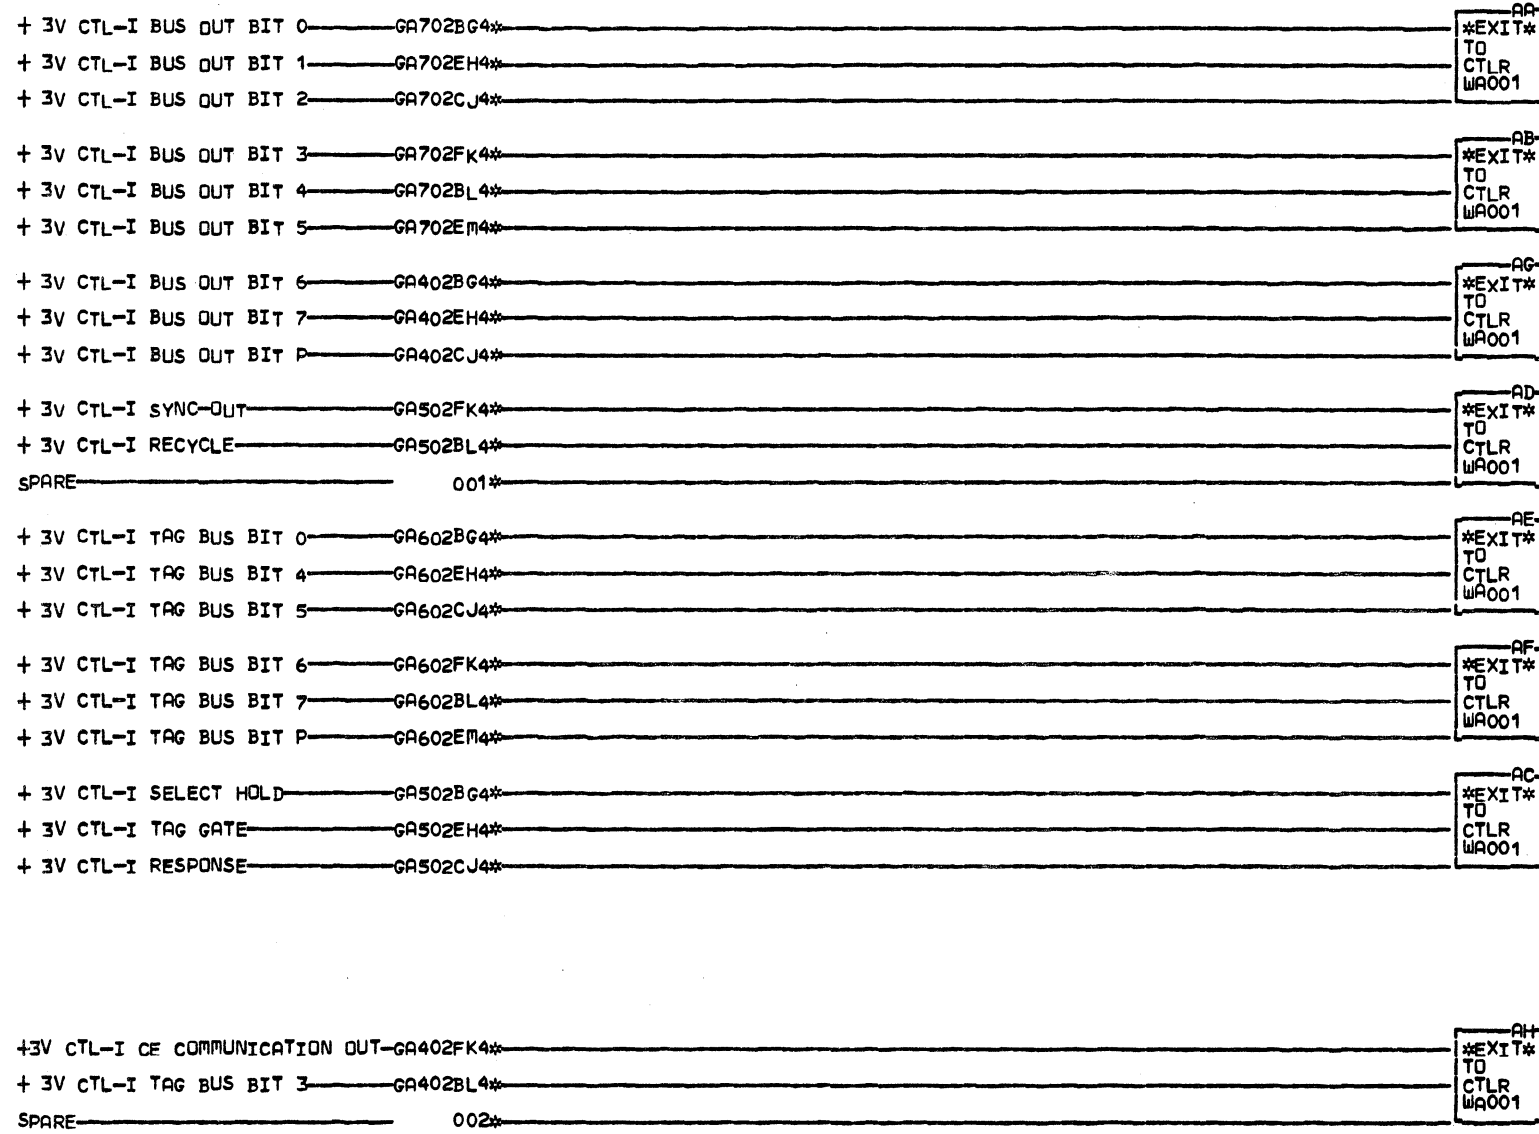 AA
+ 3V CTL-I BUS OUT BIT 0 GA702BG4* *EXIT*
TO
+ 3V CTL-I BUS OUT BIT 1 GA702EH4* CTLR
WA001
+ 3V CTL-I BUS OUT BIT 2 GA702CJ4*
AB
+ 3V CTL-I BUS OUT BIT 3 GA702FK4* *EXIT*
TO
+ 3V CTL-I BUS OUT BIT 4 GA702BL4* CTLR
WA001
+ 3V CTL-I BUS OUT BIT 5 GA702EM4*
AG
+ 3V CTL-I BUS OUT BIT 6 GA402BG4* *EXIT*
TO
+ 3V CTL-I BUS OUT BIT 7 GA402EH4* CTLR
WA001
+ 3V CTL-I BUS OUT BIT P GA402CJ4*
AD
+ 3V CTL-I SYNC-OUT GA502FK4* *EXIT*
TO
+ 3V CTL-I RECYCLE GA502BL4* CTLR
WA001
SPARE 001*
AE
+ 3V CTL-I TAG BUS BIT 0 GA602BG4* *EXIT*
TO
+ 3V CTL-I TAG BUS BIT 4 GA602EH4* CTLR
WA001
+ 3V CTL-I TAG BUS BIT 5 GA602CJ4*
AF
+ 3V CTL-I TAG BUS BIT 6 GA602FK4* *EXIT*
TO
+ 3V CTL-I TAG BUS BIT 7 GA602BL4* CTLR
WA001
+ 3V CTL-I TAG BUS BIT P GA602EM4*
AC
+ 3V CTL-I SELECT HOLD GA502BG4* *EXIT*
TO
+ 3V CTL-I TAG GATE GA502EH4* CTLR
WA001
+ 3V CTL-I RESPONSE GA502CJ4*
AH
+3V CTL-I CE COMMUNICATION OUT GA402FK4* *EXIT*
TO
+ 3V CTL-I TAG BUS BIT 3 GA402BL4* CTLR
WA001
SPARE 002*